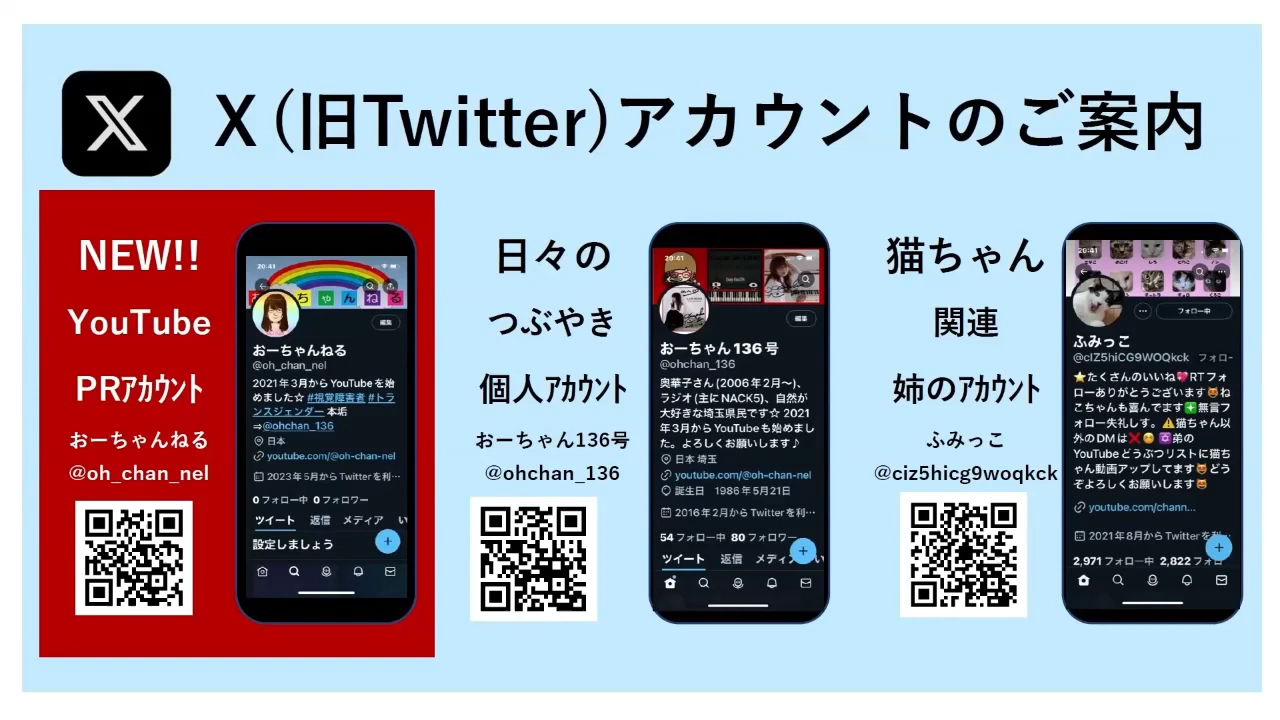 X (旧Twitter)アカウントのご案内
NEW!!
YouTube
PRｱｶｳﾝﾄ
おーちゃんねる
@oh_chan_nel
20:41
ちゃんねる
編集
おーちゃんねる
@oh_chan_nel
2021年3月からYouTubeを始
めました☆ #視覚障害者 #トラ
ンスジェンダー 本垢
⇒@ohchan_136
日本
youtube.com/@oh-chan-nel
2023年5月からTwitterを利…
0 フォロー中 0 フォロワー
ツイート 返信 メディア い
設定しましょう
日々の
つぶやき
個人ｱｶｳﾝﾄ
おーちゃん136号
@ohchan_136
20:41
編集
おーちゃん136号
@ohchan_136
奥華子さん (2006年2月〜)、
ラジオ (主にNACK5)、自然が
大好きな埼玉県民です☆ 2021
年3月からYouTubeも始めまし
た。よろしくお願いします♪
日本 埼玉
youtube.com/@oh-chan-nel
誕生日 1986年5月21日
2016年2月からTwitterを利…
54 フォロー中 80 フォロワー
ツイート 返信 メディ い
猫ちゃん
関連
姉のｱｶｳﾝﾄ
ふみっこ
@ciz5hicg9woqkck
20:41
フォロー中
ふみっこ
@cIZ5hiCG9WOQkck フォロー
⭐たくさんのいいね💖RTフォ
ローありがとうございます😸ね
こちゃんも喜んでます✳️無言フ
ォロー失礼しす。⚠️猫ちゃん以
外のDMは❌😊🔯弟の
YouTubeどうぶつリストに猫ち
ゃん動画アップしてます😸どう
ぞよろしくお願いします😸
youtube.com/chann...
2021年8月からTwitterを利…
2,971 フォロー中 2,822 フォロ